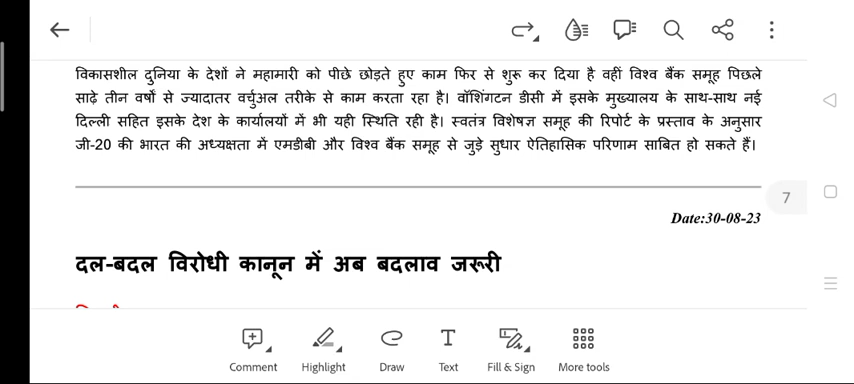 विकासशील दुनिया के देशों ने महामारी को पीछे छोड़ते हुए काम फिर से शुरू कर दिया है वहीं विश्व बैंक समूह पिछले
साढ़े तीन वर्षों से ज्यादातर वर्चुअल तरीके से काम करता रहा है। वॉशिंगटन डीसी में इसके मुख्यालय के साथ-साथ नई
दिल्ली सहित इसके देश के कार्यालयों में भी यही स्थिति रही है। स्वतंत्र विशेषज्ञ समूह की रिपोर्ट के प्रस्ताव के अनुसार
जी-20 की भारत की अध्यक्षता में एमडीबी और विश्व बैंक समूह से जुड़े सुधार ऐतिहासिक परिणाम साबित हो सकते हैं।
7
Date:30-08-23
दल-बदल विरोधी कानून में अब बदलाव जरूरी
Comment Highlight Draw Text Fill & Sign More tools